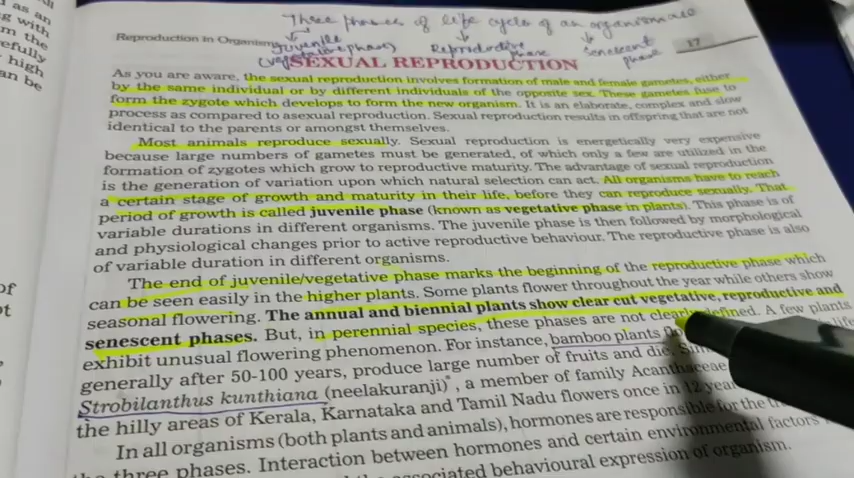 as an
g with
m the
efully
high
an be
of
ot
Three phases of life cycle of an organism are
Juvenile Reproductive Senescent
(vegetative phase) phase phase
Reproduction in Organisms 17
SEXUAL REPRODUCTION
As you are aware, the sexual reproduction involves formation of male and female gametes, either
by the same individual or by different individuals of the opposite sex. These gametes fuse to
form the zygote which develops to form the new organism. It is an elaborate, complex and slow
process as compared to asexual reproduction. Sexual reproduction results in offspring that are not
identical to the parents or amongst themselves.
Most animals reproduce sexually. Sexual reproduction is energetically very expensive
because large numbers of gametes must be generated, of which only a few are utilized in the
formation of zygotes which grow to reproductive maturity. The advantage of sexual reproduction
is the generation of variation upon which natural selection can act. All organisms have to reach
a certain stage of growth and maturity in their life, before they can reproduce sexually. That
period of growth is called juvenile phase (known as vegetative phase in plants). This phase is of
variable durations in different organisms. The juvenile phase is then followed by morphological
and physiological changes prior to active reproductive behaviour. The reproductive phase is also
of variable duration in different organisms.
The end of juvenile/vegetative phase marks the beginning of the reproductive phase which
can be seen easily in the higher plants. Some plants flower throughout the year while others show
seasonal flowering. The annual and biennial plants show clear cut vegetative, reproductive and
senescent phases. But, in perennial species, these phases are not clearly defined. A few plants
exhibit unusual flowering phenomenon. For instance, bamboo plants life
generally after 50-100 years, produce large number of fruits and die.
Strobilanthus kunthiana (neelakuranji)*, a member of family Acanthaceae
the hilly areas of Kerala, Karnataka and Tamil Nadu flowers once in 12 year
In all organisms (both plants and animals), hormones are responsible for the
the three phases. Interaction between hormones and certain environmental factors
associated behavioural expression of organism.